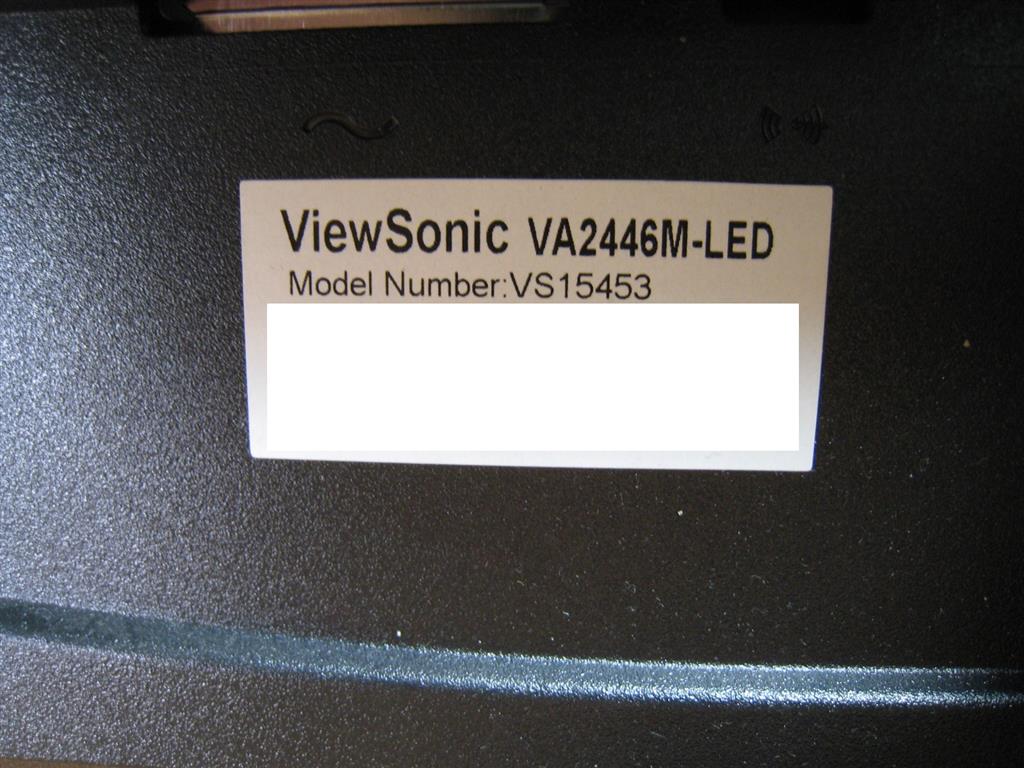 ViewSonic VA2446M-LED
Model Number:VS15453